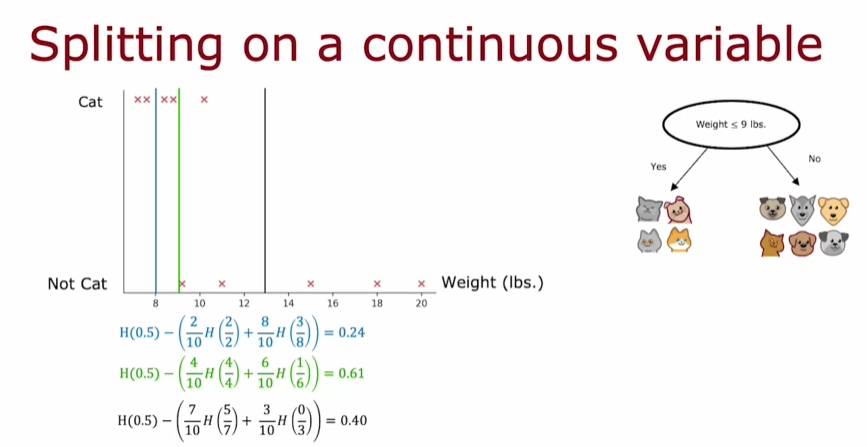 Splitting on a continuous variable
Cat
Weight ≤ 9 lbs.
Yes
No
Not Cat
Weight (lbs.)
8 10 12 14 16 18 20
H(0.5) − (2/10 H(2/2) + 8/10 H(3/8)) = 0.24
H(0.5) − (4/10 H(4/4) + 6/10 H(1/6)) = 0.61
H(0.5) − (7/10 H(5/7) + 3/10 H(0/3)) = 0.40